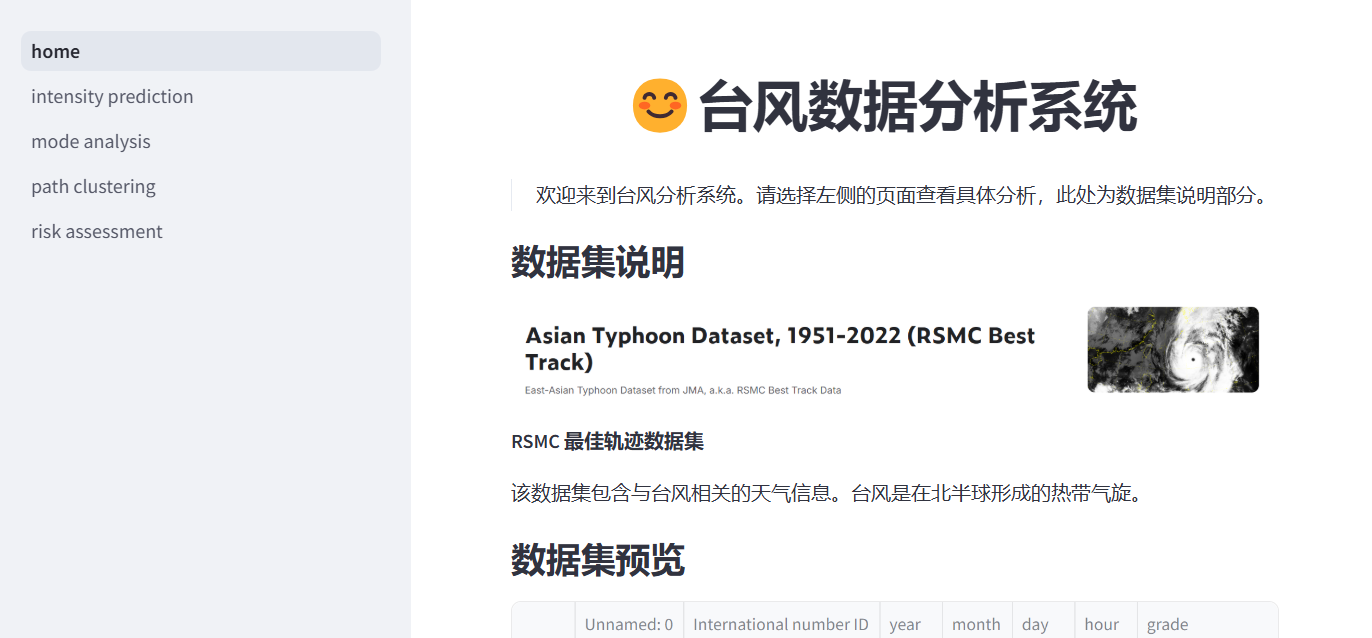 home
intensity prediction
mode analysis
path clustering
risk assessment
台风数据分析系统
欢迎来到台风分析系统。请选择左侧的页面查看具体分析，此处为数据集说明部分。
数据集说明
Asian Typhoon Dataset, 1951-2022 (RSMC Best
Track)
East-Asian Typhoon Dataset from JMA, a.k.a. RSMC Best Track Data
RSMC 最佳轨迹数据集
该数据集包含与台风相关的天气信息。台风是在北半球形成的热带气旋。
数据集预览
Unnamed: 0 International number ID year month day hour grade